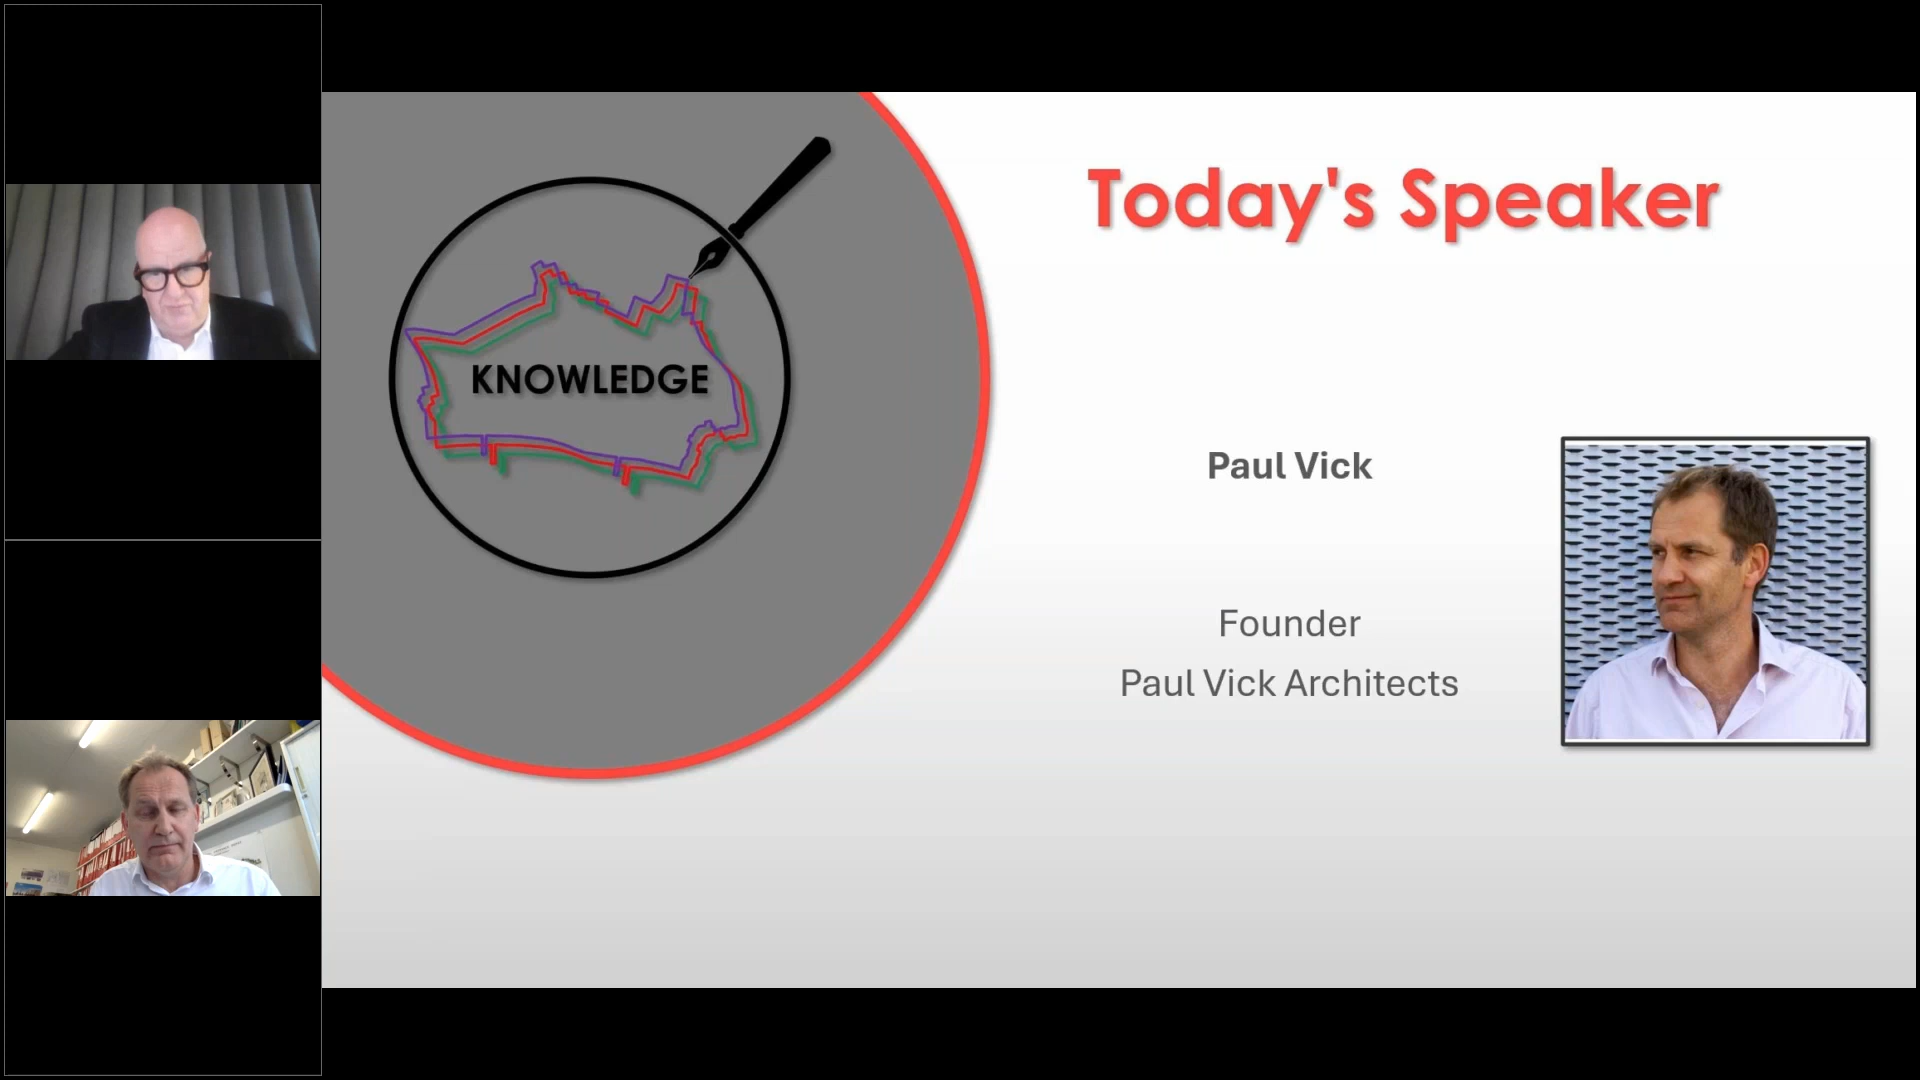 Today's Speaker
KNOWLEDGE
Paul Vick
Founder
Paul Vick Architects